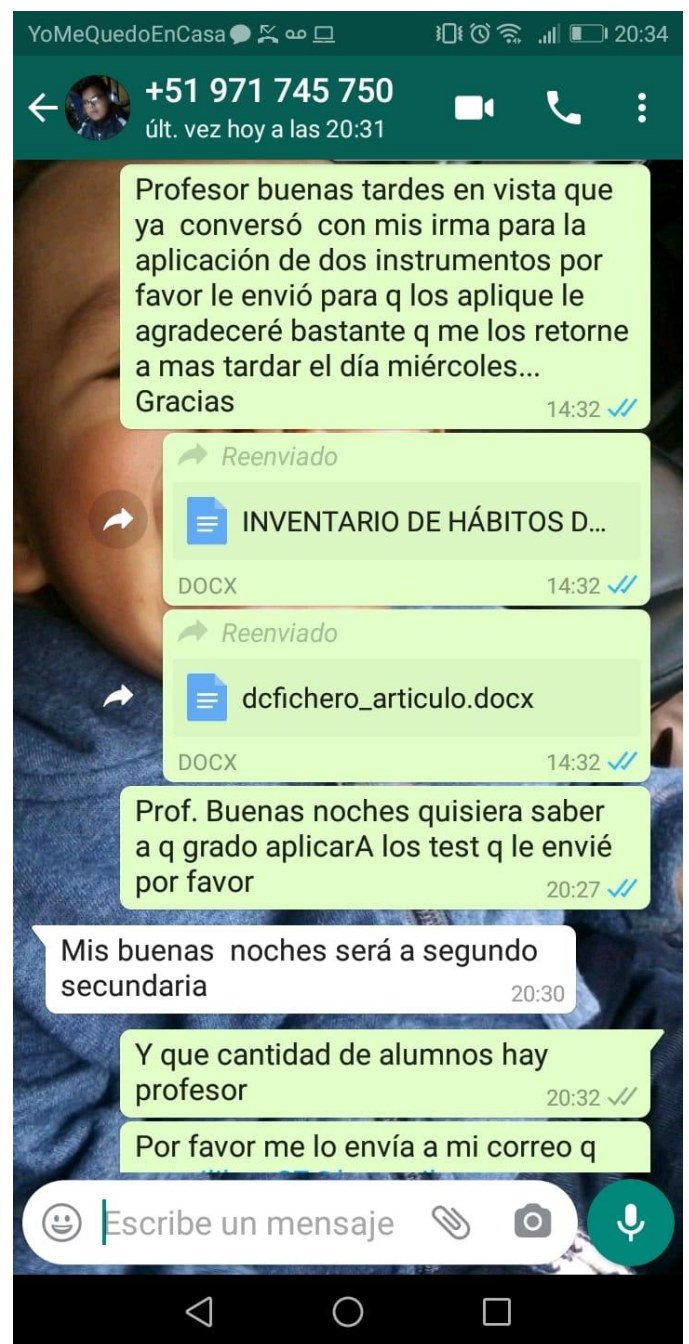 YoMeQuedoEnCasa 20:34
+51 971 745 750
últ. vez hoy a las 20:31
Profesor buenas tardes en vista que
ya conversó con mis irma para la
aplicación de dos instrumentos por
favor le envió para q los aplique le
agradeceré bastante q me los retorne
a mas tardar el día miércoles...
Gracias 14:32
Reenviado
INVENTARIO DE HÁBITOS D...
DOCX 14:32
Reenviado
dcfichero_articulo.docx
DOCX 14:32
Prof. Buenas noches quisiera saber
a q grado aplicarA los test q le envié
por favor 20:27
Mis buenas noches será a segundo
secundaria 20:30
Y que cantidad de alumnos hay
profesor 20:32
Por favor me lo envía a mi correo q
Escribe un mensaje